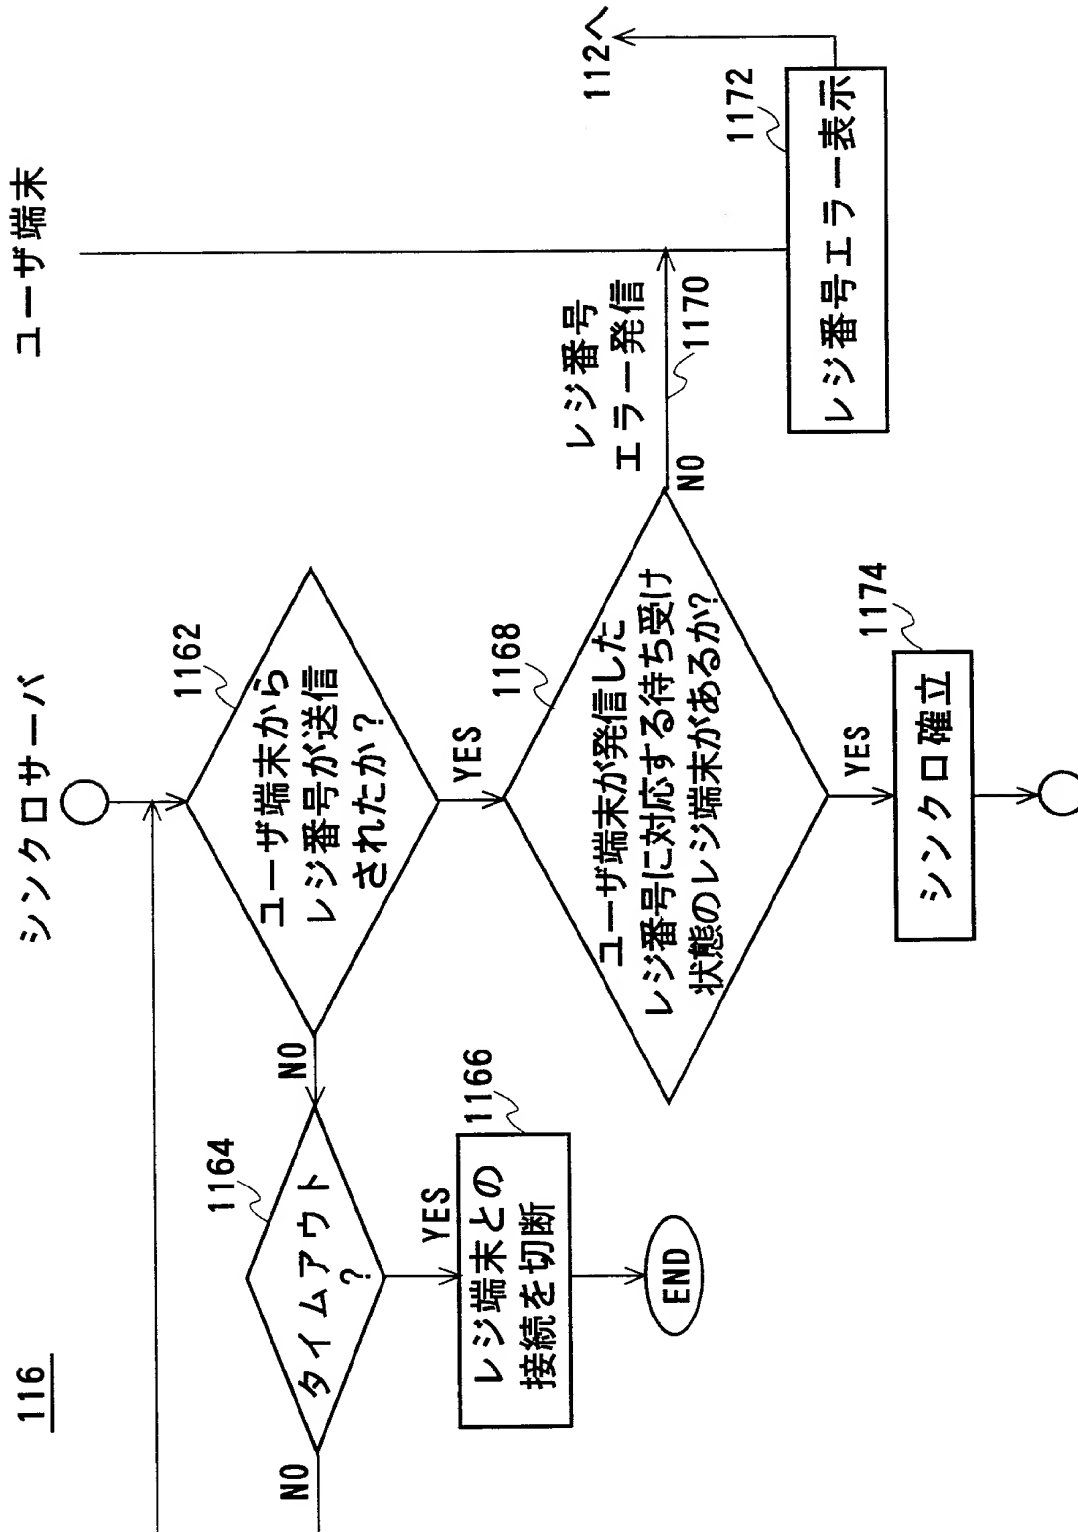 116
シンクロサーバ
ユーザ端末
1162
ユーザ端末から
レジ番号が送信
されたか?
NO
YES
1164
タイムアウト
?
NO
YES
1166
レジ端末との
接続を切断
END
1168
ユーザ端末が発信した
レジ番号に対応する待ち受け
状態のレジ端末があるか?
NO
YES
レジ番号
エラー発信
1170
1172
レジ番号エラー表示
112へ
1174
シンクロ確立